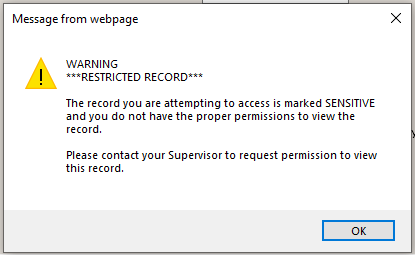 Message from webpage
WARNING
***RESTRICTED RECORD***
The record you are attempting to access is marked SENSITIVE
and you do not have the proper permissions to view the
record.
Please contact your Supervisor to request permission to view
this record.
OK